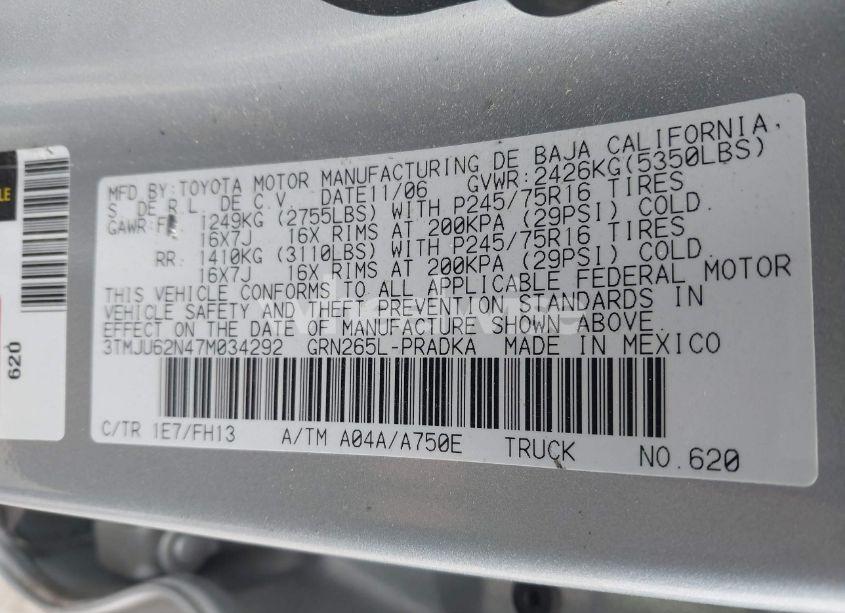 MFD BY:TOYOTA MOTOR MANUFACTURING DE BAJA CALIFORNIA,
S. DE R.L. DE C.V. DATE11/06 GVWR:2426KG(5350LBS)
GAWR:FR 1249KG (2755LBS) WITH P245/75R16 TIRES
16X7J 16X RIMS AT 200KPA (29PSI) COLD.
RR: 1410KG (3110LBS) WITH P245/75R16 TIRES
16X7J 16X RIMS AT 200KPA (29PSI) COLD.
THIS VEHICLE CONFORMS TO ALL APPLICABLE FEDERAL MOTOR
VEHICLE SAFETY AND THEFT PREVENTION STANDARDS IN
EFFECT ON THE DATE OF MANUFACTURE SHOWN ABOVE.
3TMJU62N47M034292 GRN265L-PRADKA MADE IN MEXICO
C/TR 1E7/FH13 A/TM A04A/A750E TRUCK NO.620
620